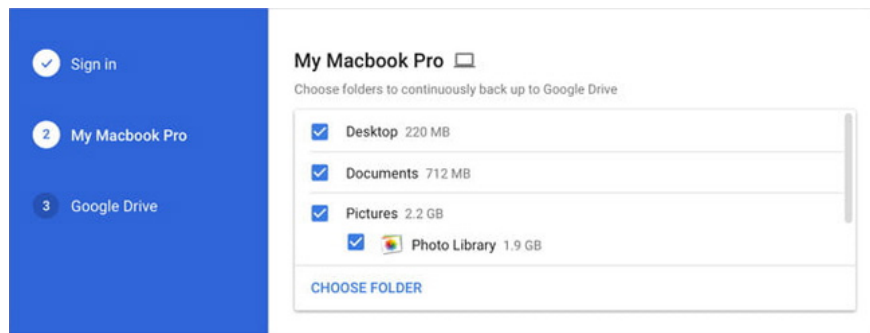 Sign in
2 My Macbook Pro
3 Google Drive
My Macbook Pro
Choose folders to continuously back up to Google Drive
Desktop 220 MB
Documents 712 MB
Pictures 2.2 GB
Photo Library 1.9 GB
CHOOSE FOLDER